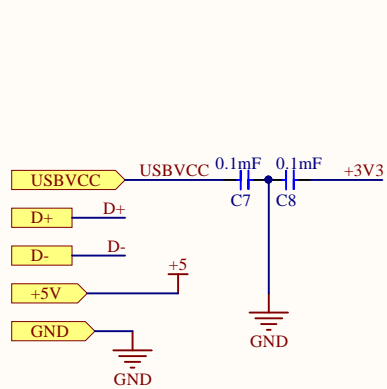 0.1mF 0.1mF
USBVCC +3V3
USBVCC C7 C8
D+ D+
D- D-
+5
+5V
GND
GND
GND